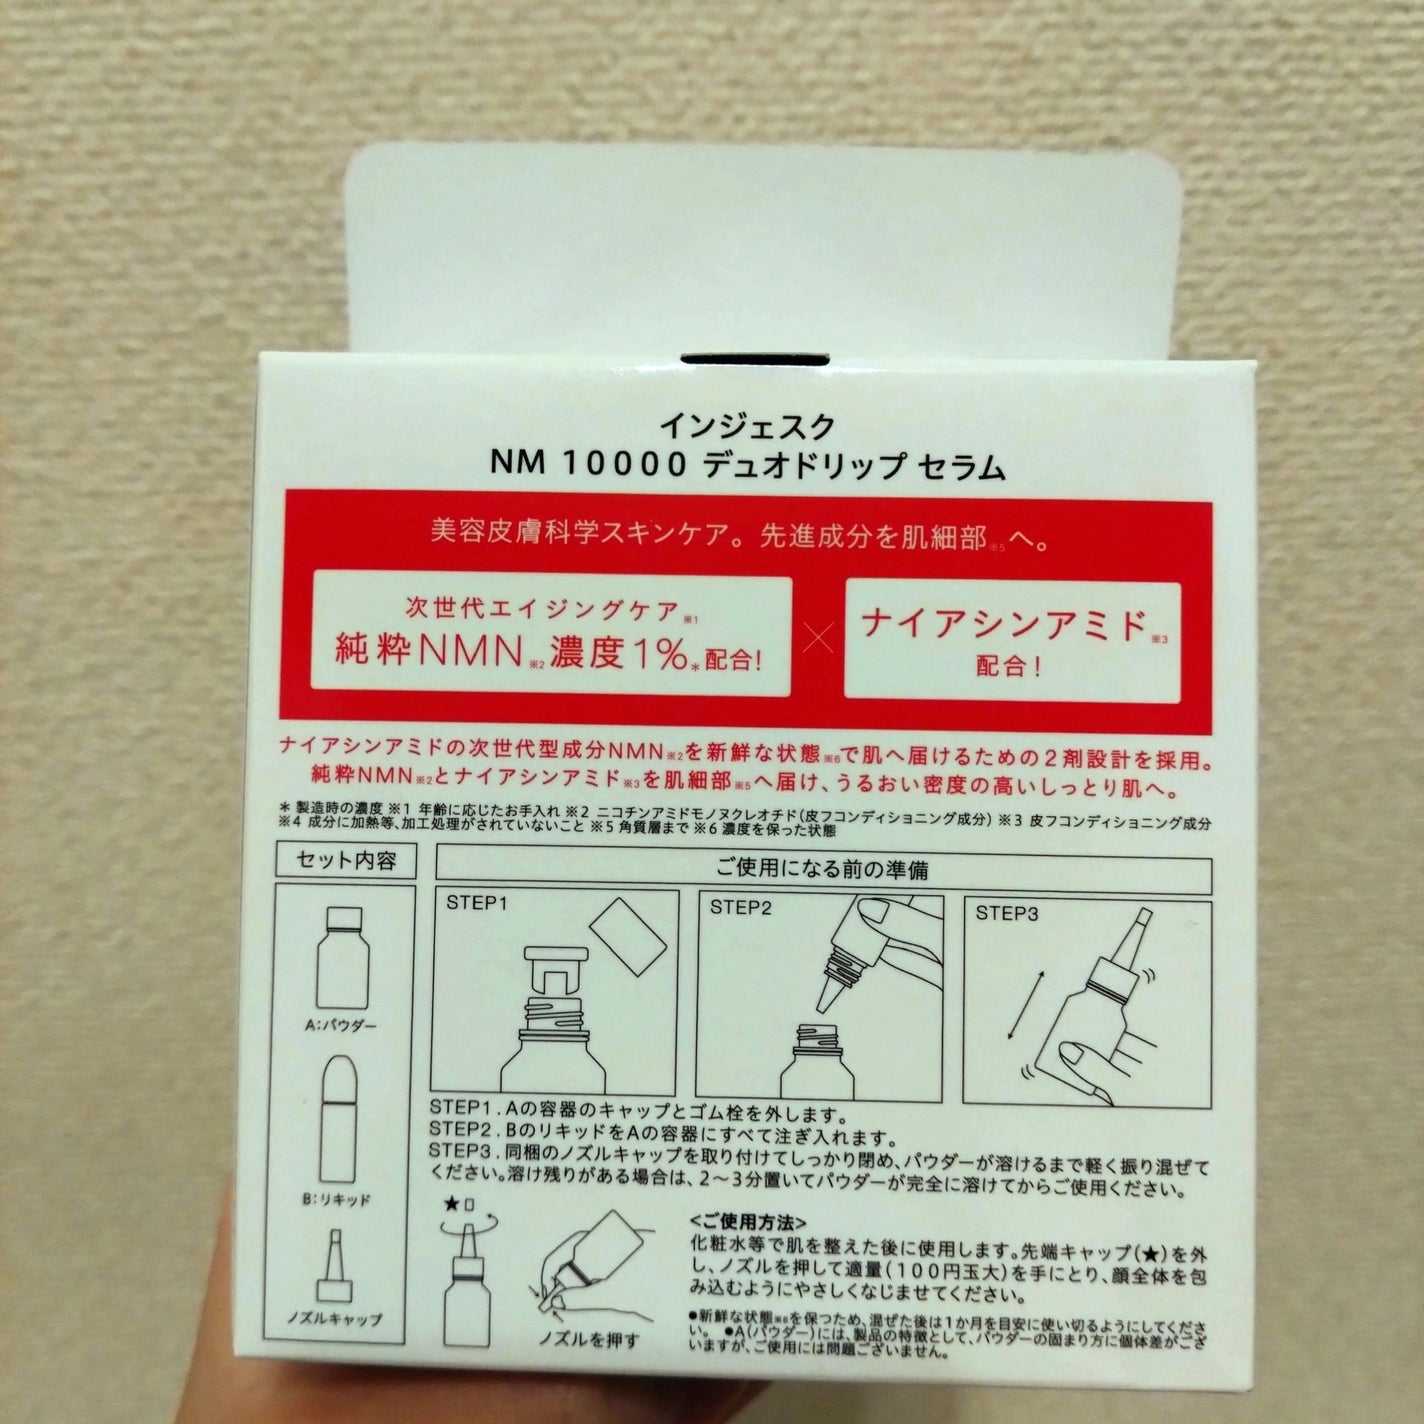 インジェスク
NM 10000 デュオドリップ セラム
美容皮膚科学スキンケア。先進成分を肌細部※5へ。
次世代エイジングケア※1
純粋NMN※2濃度1%*配合!
×
ナイアシンアミド※3
配合!
ナイアシンアミドの次世代型成分NMN※2を新鮮な状態※6で肌へ届けるための2剤設計を採用。
純粋NMN※2とナイアシンアミド※3を肌細部※5へ届け、うるおい密度の高いしっとり肌へ。
* 製造時の濃度 ※1 年齢に応じたお手入れ ※2 ニコチンアミドモノヌクレオチド(皮フコンディショニング成分) ※3 皮フコンディショニング成分
※4 成分に加熱等、加工処理がされていないこと ※5 角質層まで ※6 濃度を保った状態
セット内容
A:パウダー
B:リキッド
ノズルキャップ
ご使用になる前の準備
STEP1
STEP2
STEP3
STEP1.Aの容器のキャップとゴム栓を外します。
STEP2.BのリキッドをAの容器にすべて注ぎ入れます。
STEP3.同梱のノズルキャップを取り付けてしっかり閉め、パウダーが溶けるまで軽く振り混ぜて
ください。溶け残りがある場合は、2〜3分置いてパウダーが完全に溶けてからご使用ください。
★
ノズルを押す
<ご使用方法>
化粧水等で肌を整えた後に使用します。先端キャップ(★)を外
し、ノズルを押して適量(100円玉大)を手にとり、顔全体を包
み込むようにやさしくなじませてください。
●新鮮な状態※6を保つため、混ぜた後は1か月を目安に使い切るようにしてくださ
い。 ●A(パウダー)には、製品の特徴として、パウダーの固まり方に個体差がござ
いますが、ご使用には問題ございません。